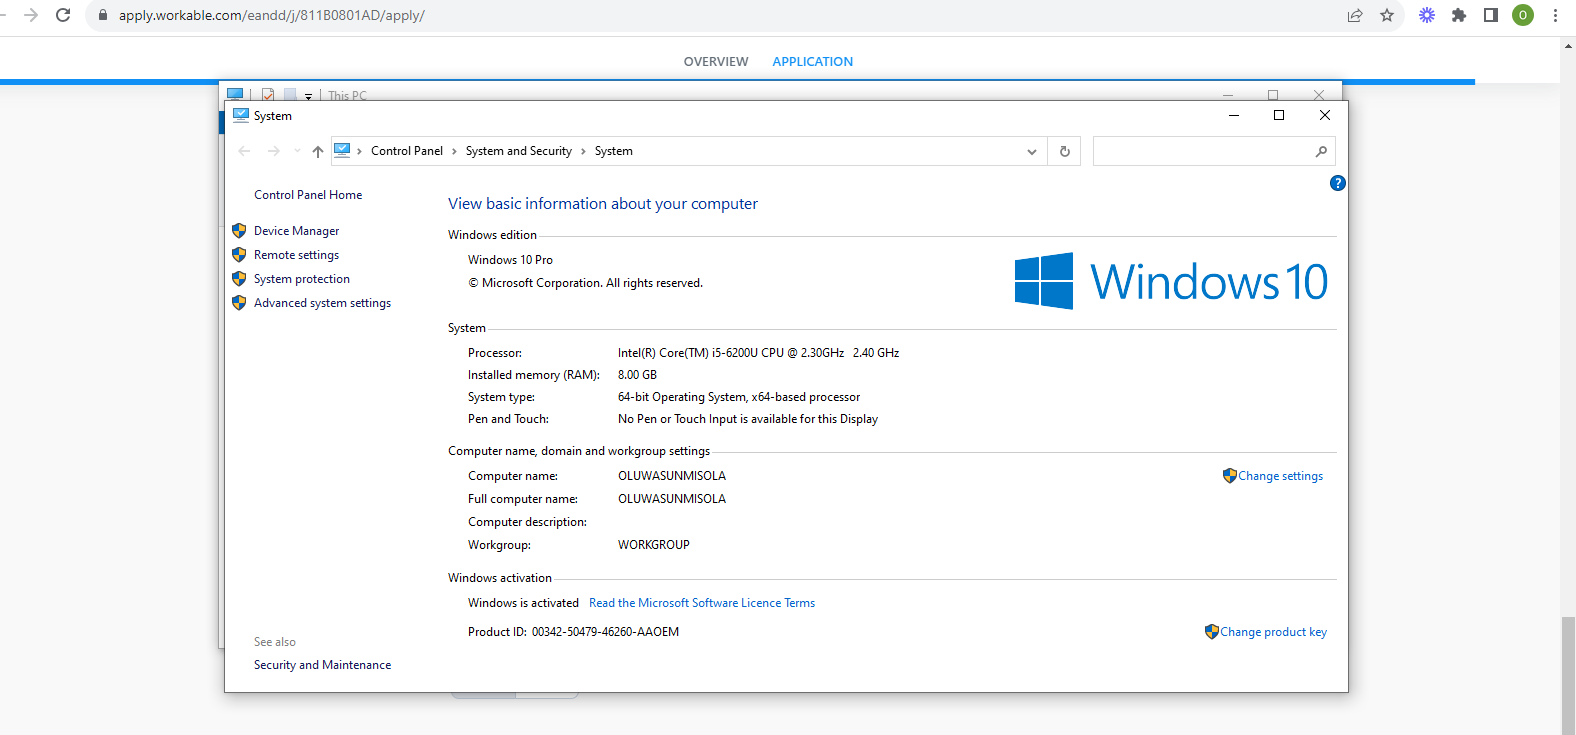 apply.workable.com/eandd/j/811B0801AD/apply/
O
OVERVIEW APPLICATION
This PC
System
Control Panel > System and Security > System
?
Control Panel Home
Device Manager
Remote settings
System protection
Advanced system settings
View basic information about your computer
Windows edition
Windows 10 Pro
© Microsoft Corporation. All rights reserved.
Windows 10
System
Processor: Intel(R) Core(TM) i5-6200U CPU @ 2.30GHz 2.40 GHz
Installed memory (RAM): 8.00 GB
System type: 64-bit Operating System, x64-based processor
Pen and Touch: No Pen or Touch Input is available for this Display
Computer name, domain and workgroup settings
Computer name: OLUWASUNMISOLA
Change settings
Full computer name: OLUWASUNMISOLA
Computer description:
Workgroup: WORKGROUP
Windows activation
Windows is activated Read the Microsoft Software Licence Terms
Product ID: 00342-50479-46260-AAOEM
Change product key
See also
Security and Maintenance